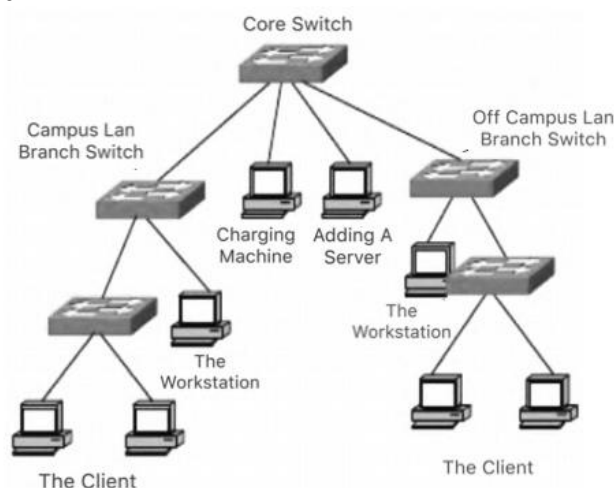 Core Switch
Campus Lan
Branch Switch
Off Campus Lan
Branch Switch
Charging
Machine
Adding A
Server
The
Workstation
The
Workstation
The Client
The Client